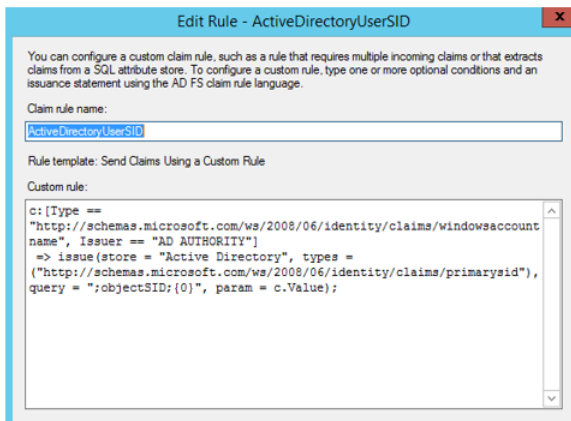 Edit Rule - ActiveDirectoryUserSID
x
You can configure a custom claim rule, such as a rule that requires multiple incoming claims or that extracts
claims from a SQL attribute store. To configure a custom rule, type one or more optional conditions and an
issuance statement using the AD FS claim rule language.
Claim rule name:
ActiveDirectoryUserSID
Rule template: Send Claims Using a Custom Rule
Custom rule:
c:[Type ==
"http://schemas.microsoft.com/ws/2008/06/identity/claims/windowsaccount
name", Issuer == "AD AUTHORITY"]
=> issue(store = "Active Directory", types =
("http://schemas.microsoft.com/ws/2008/06/identity/claims/primarysid"),
query = ";objectSID;{0}", param = c.Value);